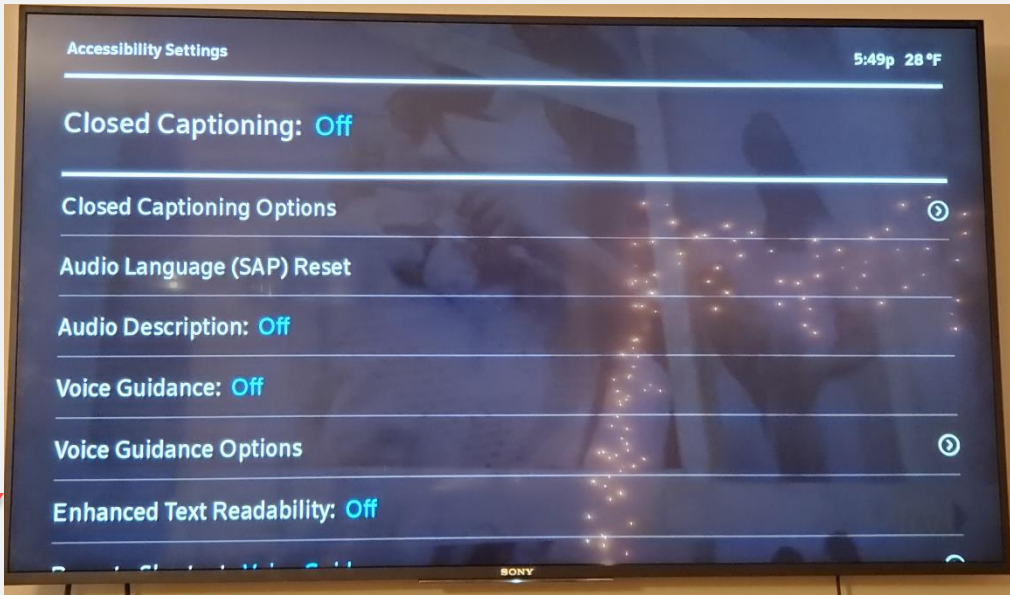 Accessibility Settings
5:49p 28°F
Closed Captioning: Off
Closed Captioning Options
Audio Language (SAP) Reset
Audio Description: Off
Voice Guidance: Off
Voice Guidance Options
Enhanced Text Readability: Off
SONY